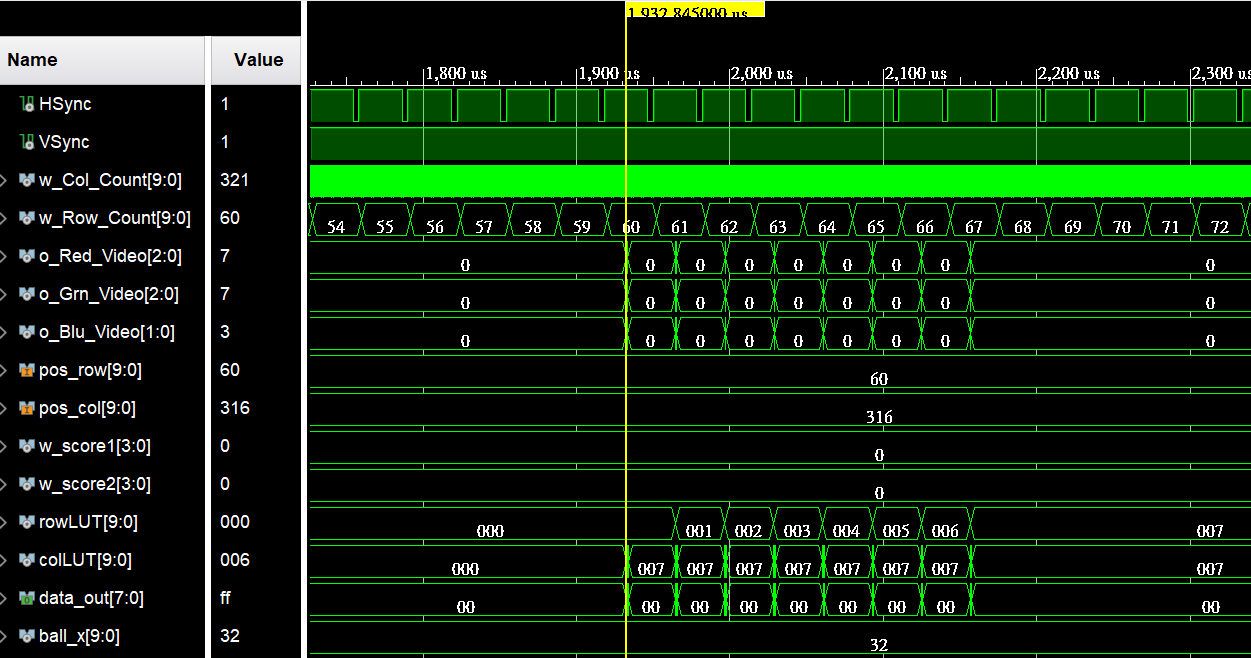 1,932.845000 us
Name Value
1,800 us 1,900 us 2,000 us 2,100 us 2,200 us 2,300 us
HSync 1
VSync 1
w_Col_Count[9:0] 321
w_Row_Count[9:0] 60 54 55 56 57 58 59 60 61 62 63 64 65 66 67 68 69 70 71 72
o_Red_Video[2:0] 7 0 0 0 0 0 0 0 0 0
o_Grn_Video[2:0] 7 0 0 0 0 0 0 0 0 0
o_Blu_Video[1:0] 3 0 0 0 0 0 0 0 0 0
pos_row[9:0] 60 60
pos_col[9:0] 316 316
w_score1[3:0] 0 0
w_score2[3:0] 0 0
rowLUT[9:0] 000 000 001 002 003 004 005 006 007
colLUT[9:0] 006 000 007 007 007 007 007 007 007 007
data_out[7:0] ff 00 00 00 00 00 00 00 00 00
ball_x[9:0] 32 32